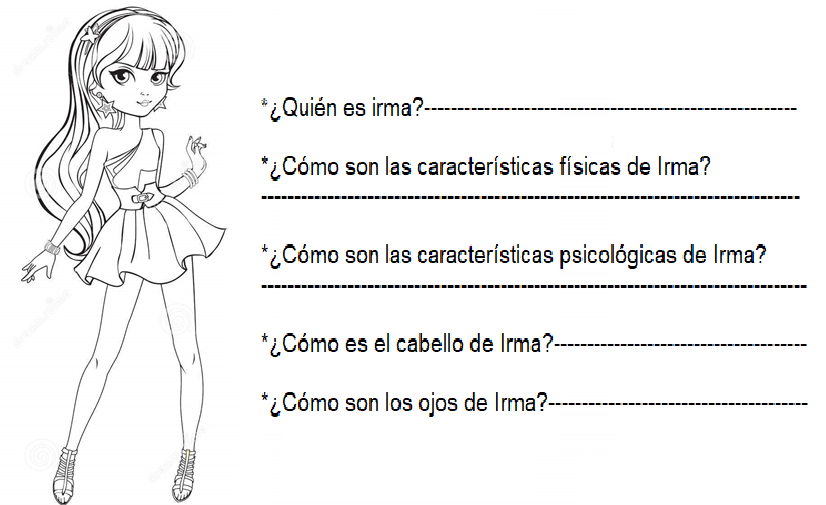 *¿Quién es irma?--------------------------------------------------------
*¿Cómo son las características físicas de Irma?
---------------------------------------------------------------------------------
*¿Cómo son las características psicológicas de Irma?
----------------------------------------------------------------------------------
*¿Cómo es el cabello de Irma?--------------------------------------
*¿Cómo son los ojos de Irma?---------------------------------------